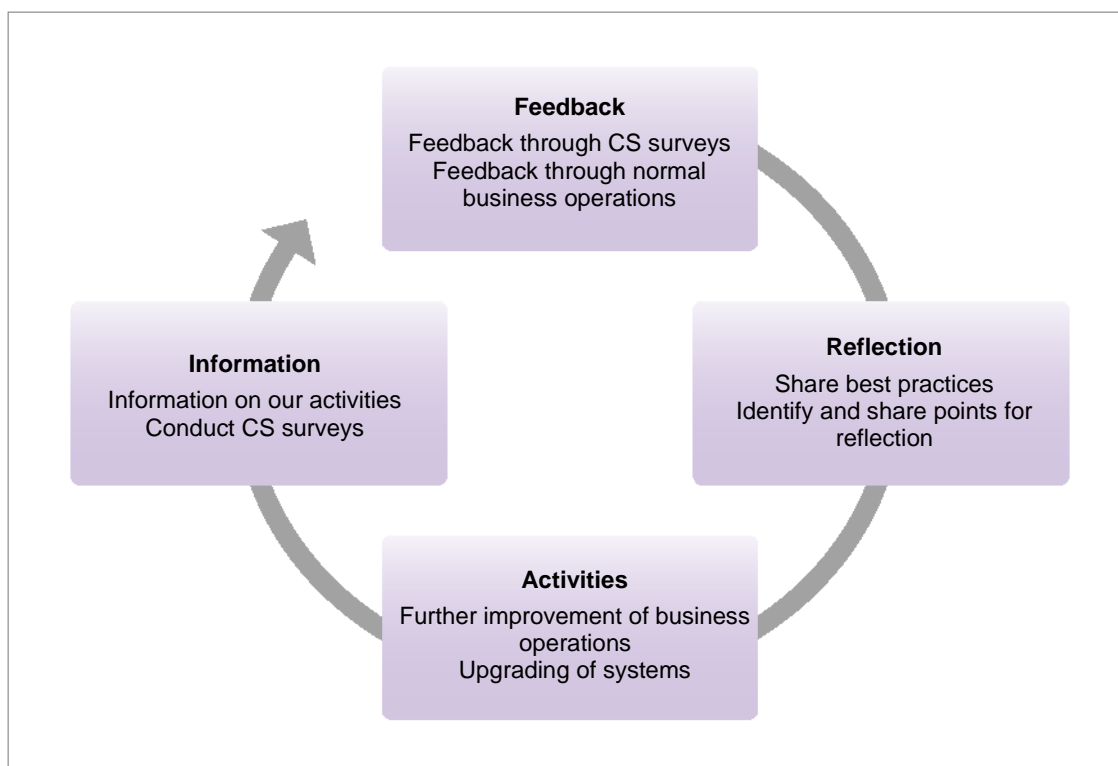 Feedback
Feedback through CS surveys
Feedback through normal
business operations
Information
Information on our activities
Conduct CS surveys
Reflection
Share best practices
Identify and share points for
reflection
Activities
Further improvement of business
operations
Upgrading of systems